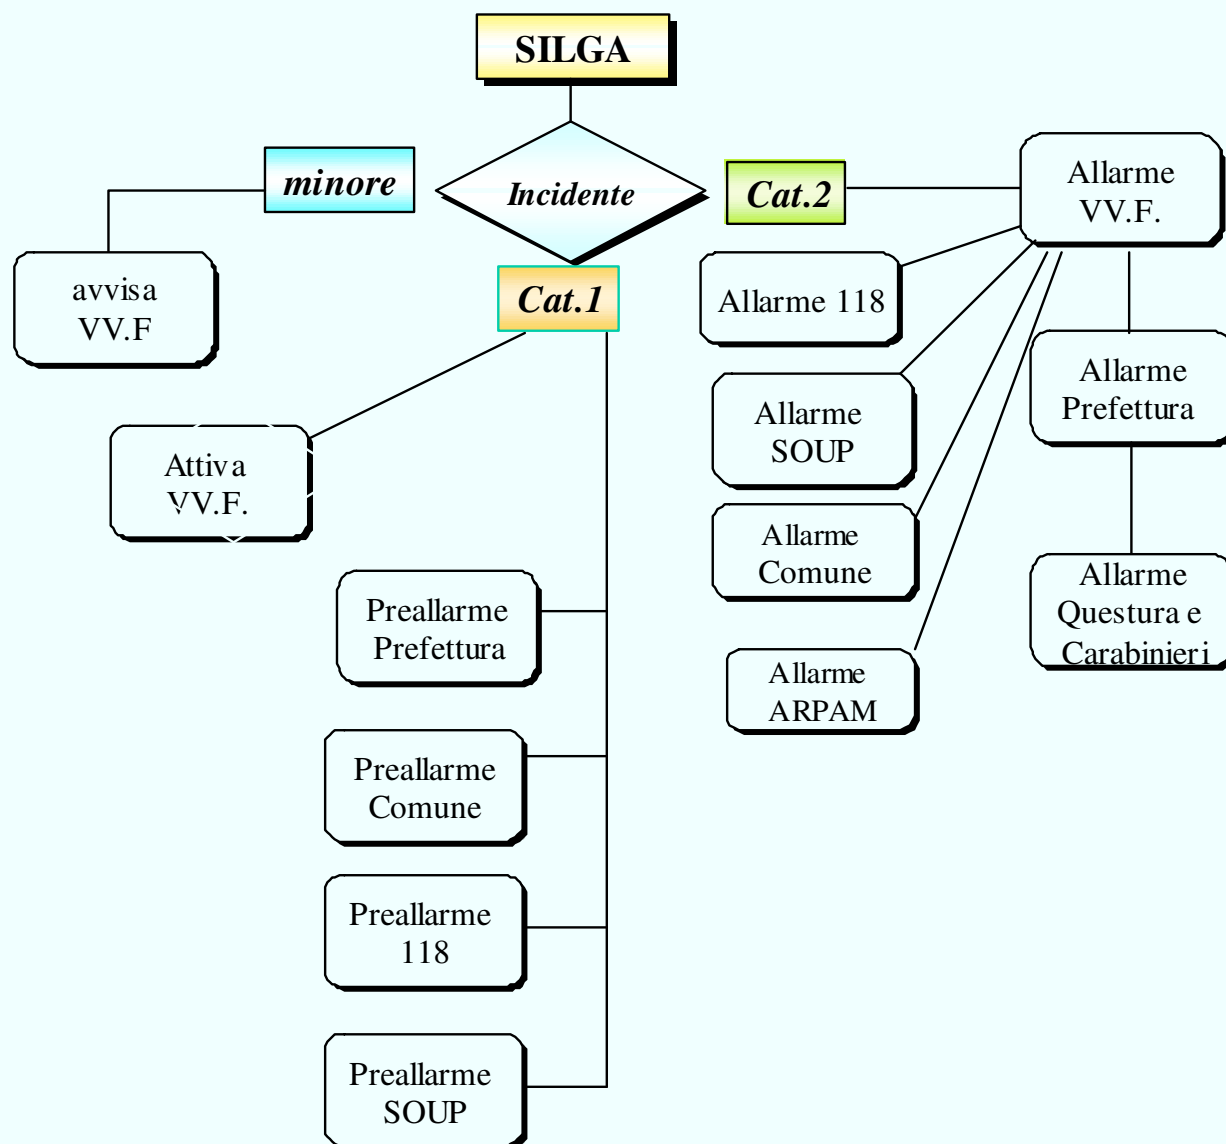 SILGA
minore
Incidente
Cat.2
Allarme
VV.F.
avvisa
VV.F
Cat.1
Allarme 118
Allarme
Prefettura
Allarme
SOUP
Attiva
VV.F.
Allarme
Comune
Allarme
Questura e
Carabinieri
Preallarme
Prefettura
Allarme
ARPAM
Preallarme
Comune
Preallarme
118
Preallarme
SOUP